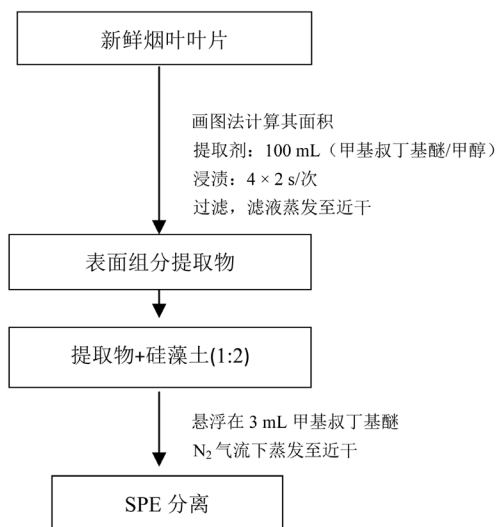 新鲜烟叶叶片
画图法计算其面积
提取剂：100 mL（甲基叔丁基醚/甲醇）
浸渍：4 × 2 s/次
过滤，滤液蒸发至近干
表面组分提取物
提取物+硅藻土(1:2)
悬浮在 3 mL 甲基叔丁基醚
N₂ 气流下蒸发至近干
SPE 分离